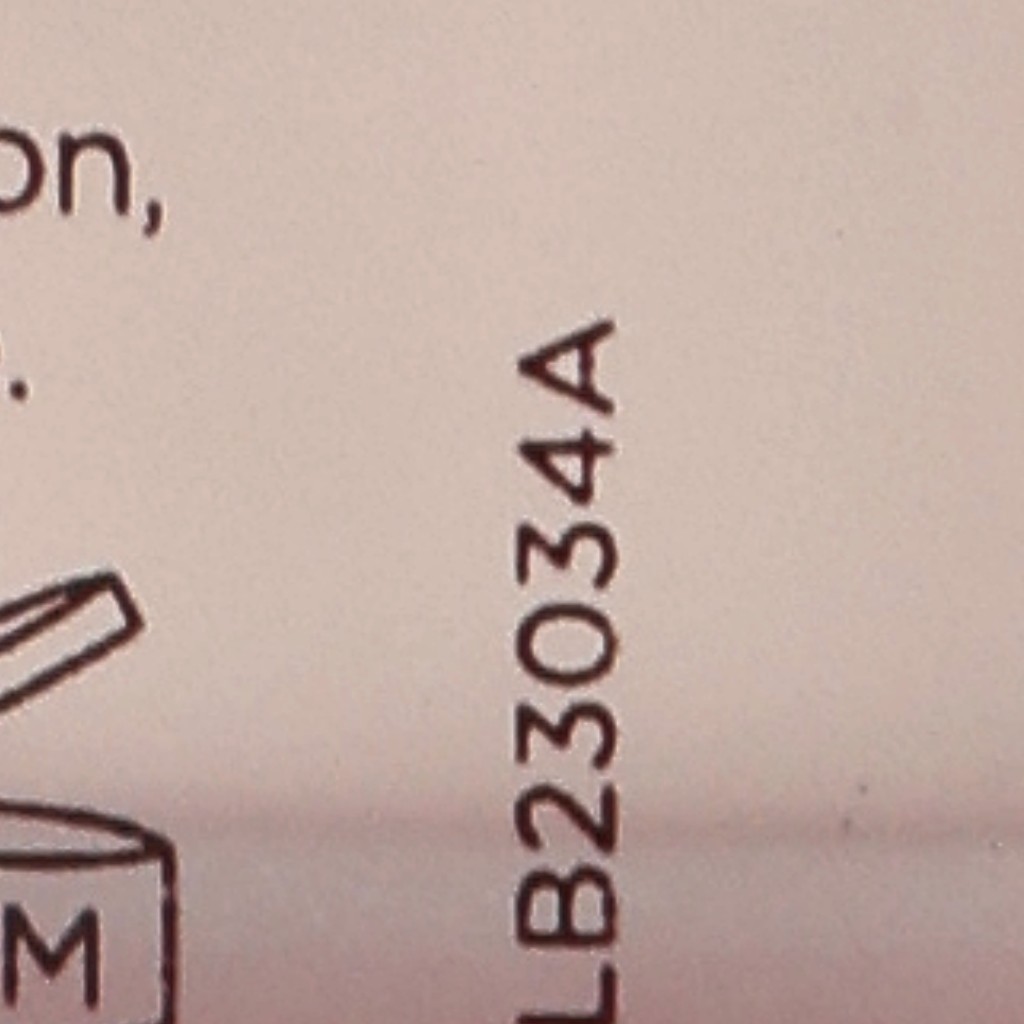 on,
.
M
LB23034A